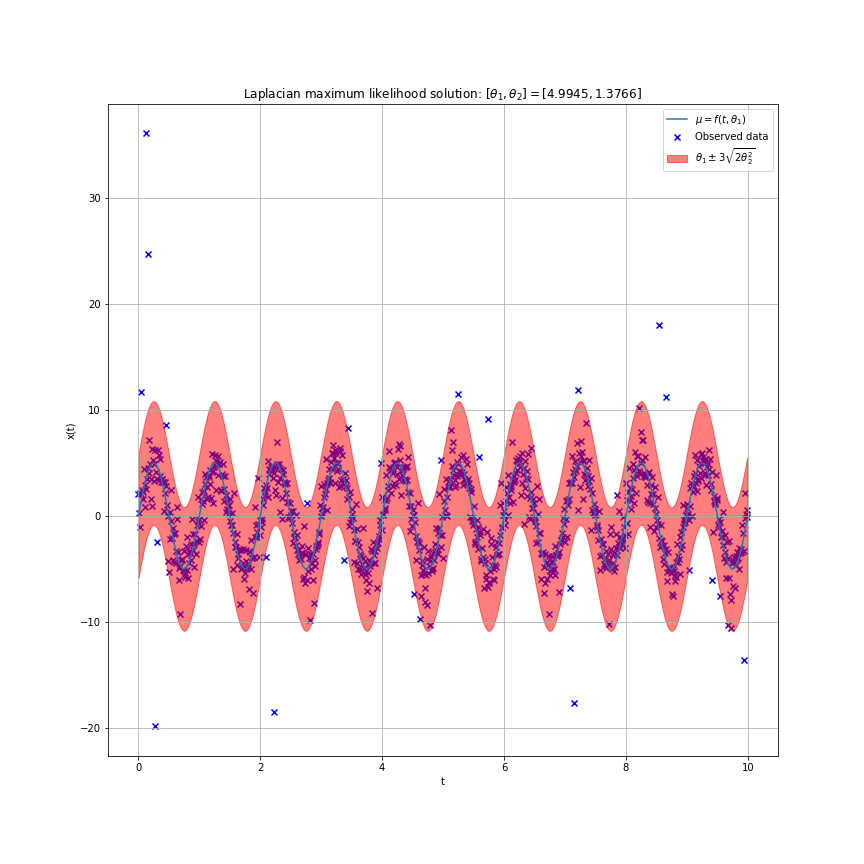 Laplacian maximum likelihood solution: [θ₁, θ₂] = [4.9945, 1.3766]
μ = f(t, θ₁)
Observed data
θ₁ ± 3√(2θ₂²)
x(t)
30
20
10
0
−10
−20
0 2 4 6 8 10
t